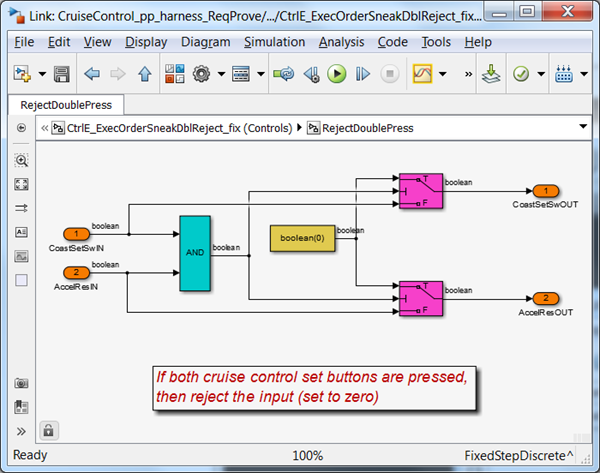 Link: CruiseControl_pp_harness_ReqProve/.../CtrlE_ExecOrderSneakDblReject_fix...
File Edit View Display Diagram Simulation Analysis Code Tools Help
RejectDoublePress
« CtrlE_ExecOrderSneakDblReject_fix (Controls) RejectDoublePress
T
boolean
1
F
CoastSetSwOUT
boolean
1
CoastSetSwIN
AND
boolean
boolean(0)
boolean
boolean
2
AccelResIN
T
boolean
2
F
AccelResOUT
If both cruise control set buttons are pressed,
then reject the input (set to zero)
Ready 100% FixedStepDiscrete^